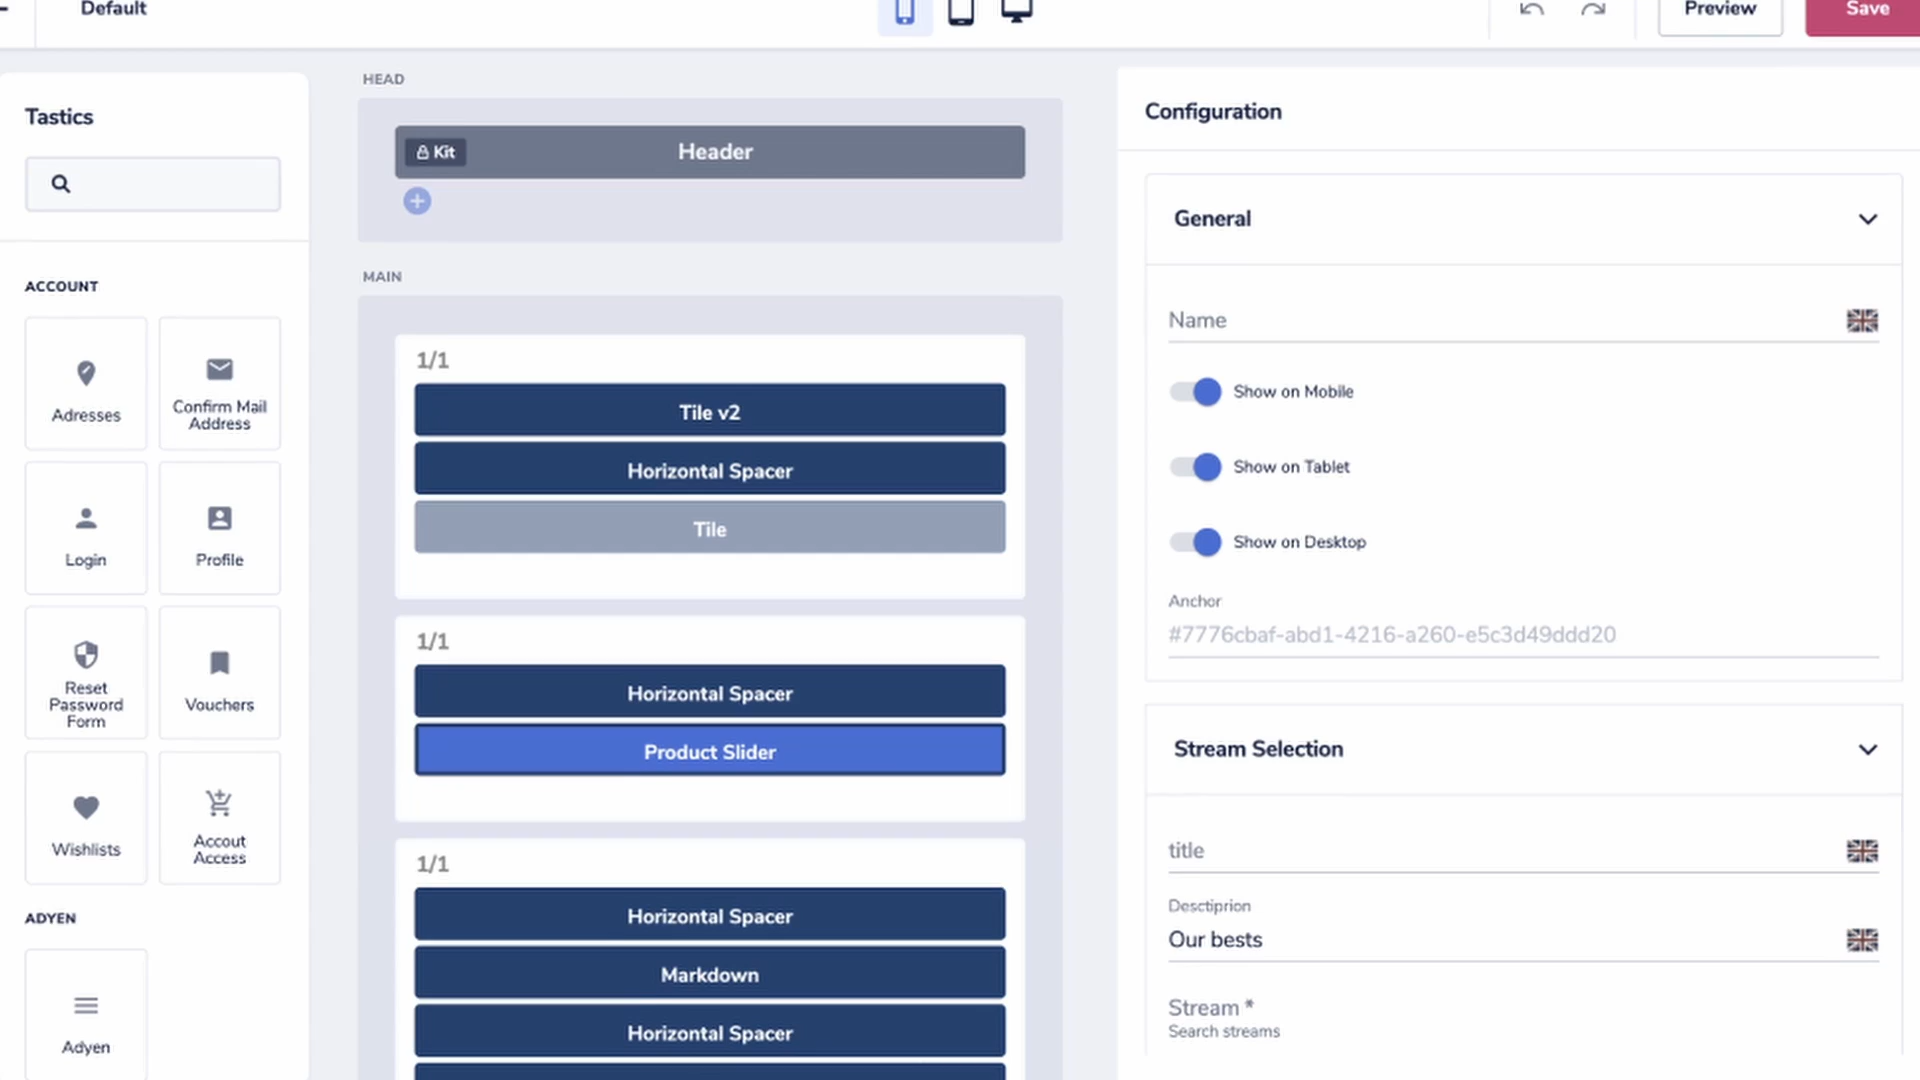 Default
Preview
Save
Tastics
ACCOUNT
Adresses
Confirm Mail
Address
Login
Profile
Reset
Password
Form
Vouchers
Wishlists
Accout
Access
ADYEN
Adyen
HEAD
Kit
Header
MAIN
1/1
Tile v2
Horizontal Spacer
Tile
1/1
Horizontal Spacer
Product Slider
1/1
Horizontal Spacer
Markdown
Horizontal Spacer
Configuration
General
Name
Show on Mobile
Show on Tablet
Show on Desktop
Anchor
#7776cbaf-abd1-4216-a260-e5c3d49ddd20
Stream Selection
title
Desctiprion
Our bests
Stream *
Search streams